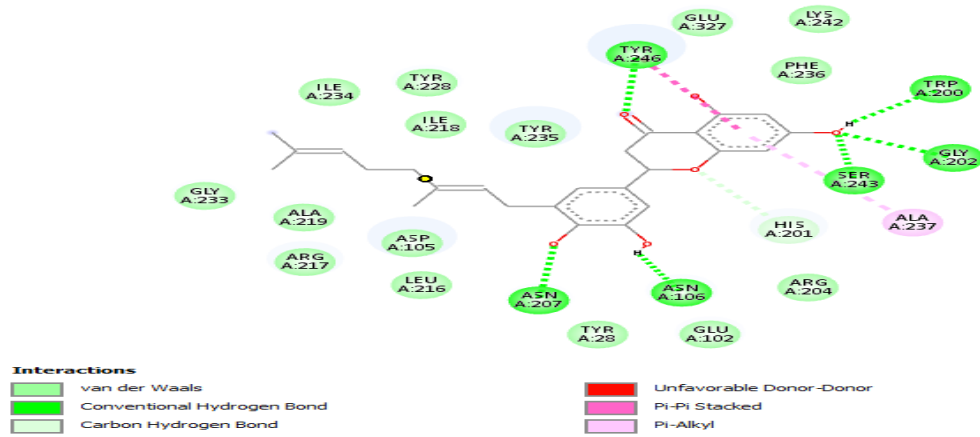 GLU
A:327
LYS
A:242
TYR
A:246
PHE
A:236
TRP
A:200
ILE
A:234
TYR
A:228
ILE
A:218
TYR
A:235
O
O
H
O
GLY
A:202
O
SER
A:243
GLY
A:233
ALA
A:219
ASP
A:105
HIS
A:201
ALA
A:237
ARG
A:217
O
O
H
LEU
A:216
ASN
A:207
ASN
A:106
ARG
A:204
TYR
A:28
GLU
A:102
Interactions
van der Waals
Conventional Hydrogen Bond
Carbon Hydrogen Bond
Unfavorable Donor-Donor
Pi-Pi Stacked
Pi-Alkyl